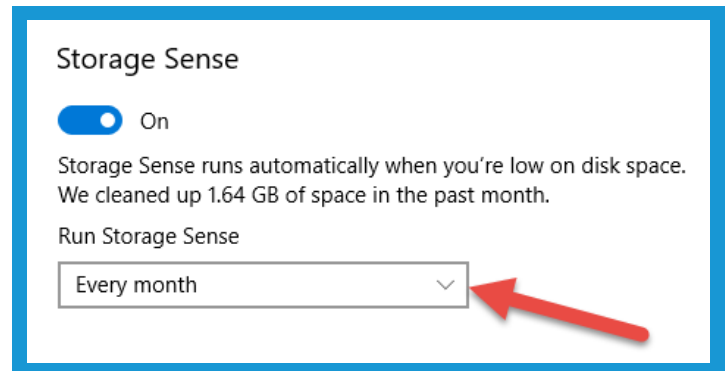 Storage Sense
On
Storage Sense runs automatically when you're low on disk space.
We cleaned up 1.64 GB of space in the past month.
Run Storage Sense
Every month